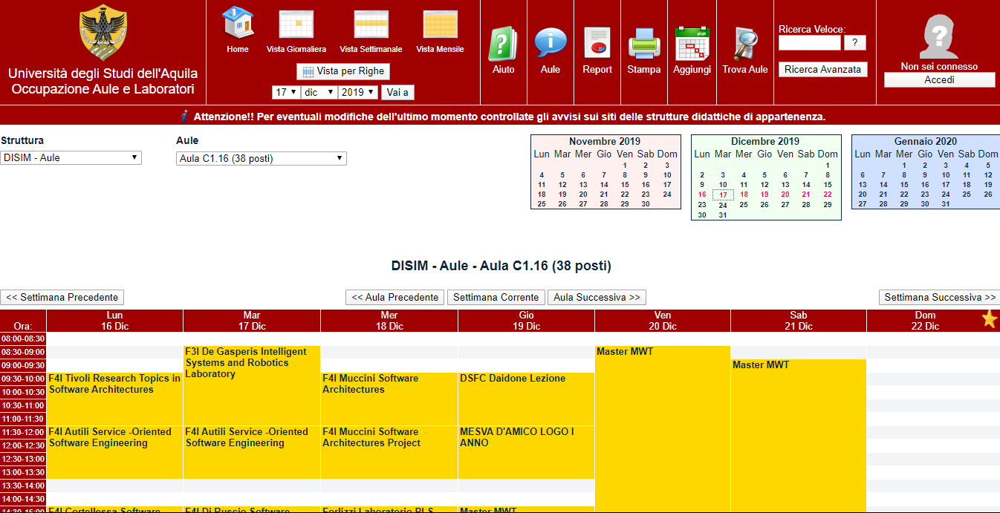 Università degli Studi dell'Aquila
Occupazione Aule e Laboratori
Home
Vista Giornaliera
Vista Settimanale
Vista Mensile
Vista per Righe
17 dic 2019 Vai a
Aiuto
Aule
Report
Stampa
Aggiungi
Trova Aule
Ricerca Veloce:
?
Ricerca Avanzata
Non sei connesso
Accedi
Attenzione!! Per eventuali modifiche dell'ultimo momento controllate gli avvisi sui siti delle strutture didattiche di appartenenza.
Struttura
DISIM - Aule
Aule
Aula C1.16 (38 posti)
Novembre 2019
Lun Mar Mer Gio Ven Sab Dom
1 2 3
4 5 6 7 8 9 10
11 12 13 14 15 16 17
18 19 20 21 22 23 24
25 26 27 28 29 30
Dicembre 2019
Lun Mar Mer Gio Ven Sab Dom
1
2 3 4 5 6 7 8
9 10 11 12 13 14 15
16 17 18 19 20 21 22
23 24 25 26 27 28 29
30 31
Gennaio 2020
Lun Mar Mer Gio Ven Sab Dom
1 2 3 4 5
6 7 8 9 10 11 12
13 14 15 16 17 18 19
20 21 22 23 24 25 26
27 28 29 30 31
DISIM - Aule - Aula C1.16 (38 posti)
<< Settimana Precedente
<< Aula Precedente
Settimana Corrente
Aula Successiva >>
Settimana Successiva >>
Ora:
Lun
16 Dic
Mar
17 Dic
Mer
18 Dic
Gio
19 Dic
Ven
20 Dic
Sab
21 Dic
Dom
22 Dic
08:00-08:30
08:30-09:00
09:00-09:30
09:30-10:00
10:00-10:30
10:30-11:00
11:00-11:30
11:30-12:00
12:00-12:30
12:30-13:00
13:00-13:30
13:30-14:00
14:00-14:30
14:30-15:00
F4I Tivoli Research Topics in
Software Architectures
F4I Autili Service -Oriented
Software Engineering
F4I Cortellessa Software
F3I De Gasperis Intelligent
Systems and Robotics
Laboratory
F4I Autili Service -Oriented
Software Engineering
F4I Di Ruscio Software
F4I Muccini Software
Architectures
F4I Muccini Software
Architectures Project
Forlizzi Laboratorio PLS
DSFC Daidone Lezione
MESVA D'AMICO LOGO I
ANNO
Master MWT
Master MWT
Master MWT